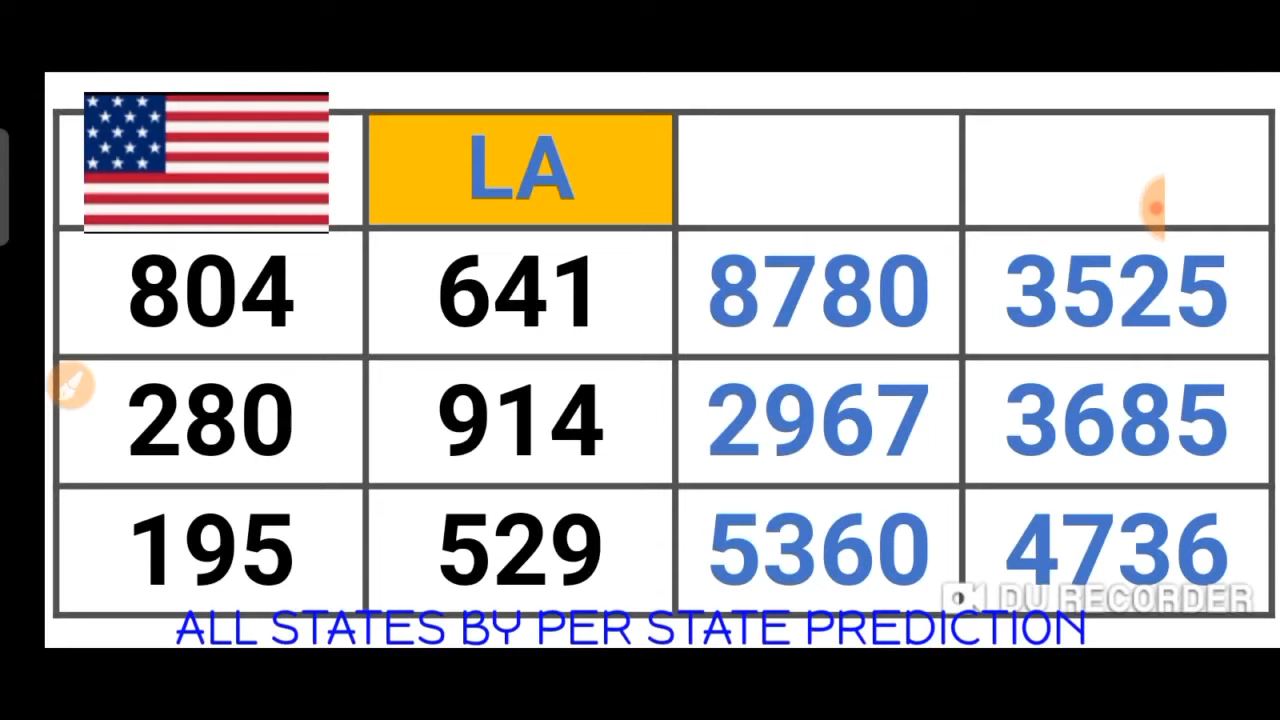 LA
804 641 8780 3525
280 914 2967 3685
195 529 5360 4736
DU RECORDER
ALL STATES BY PER STATE PREDICTION